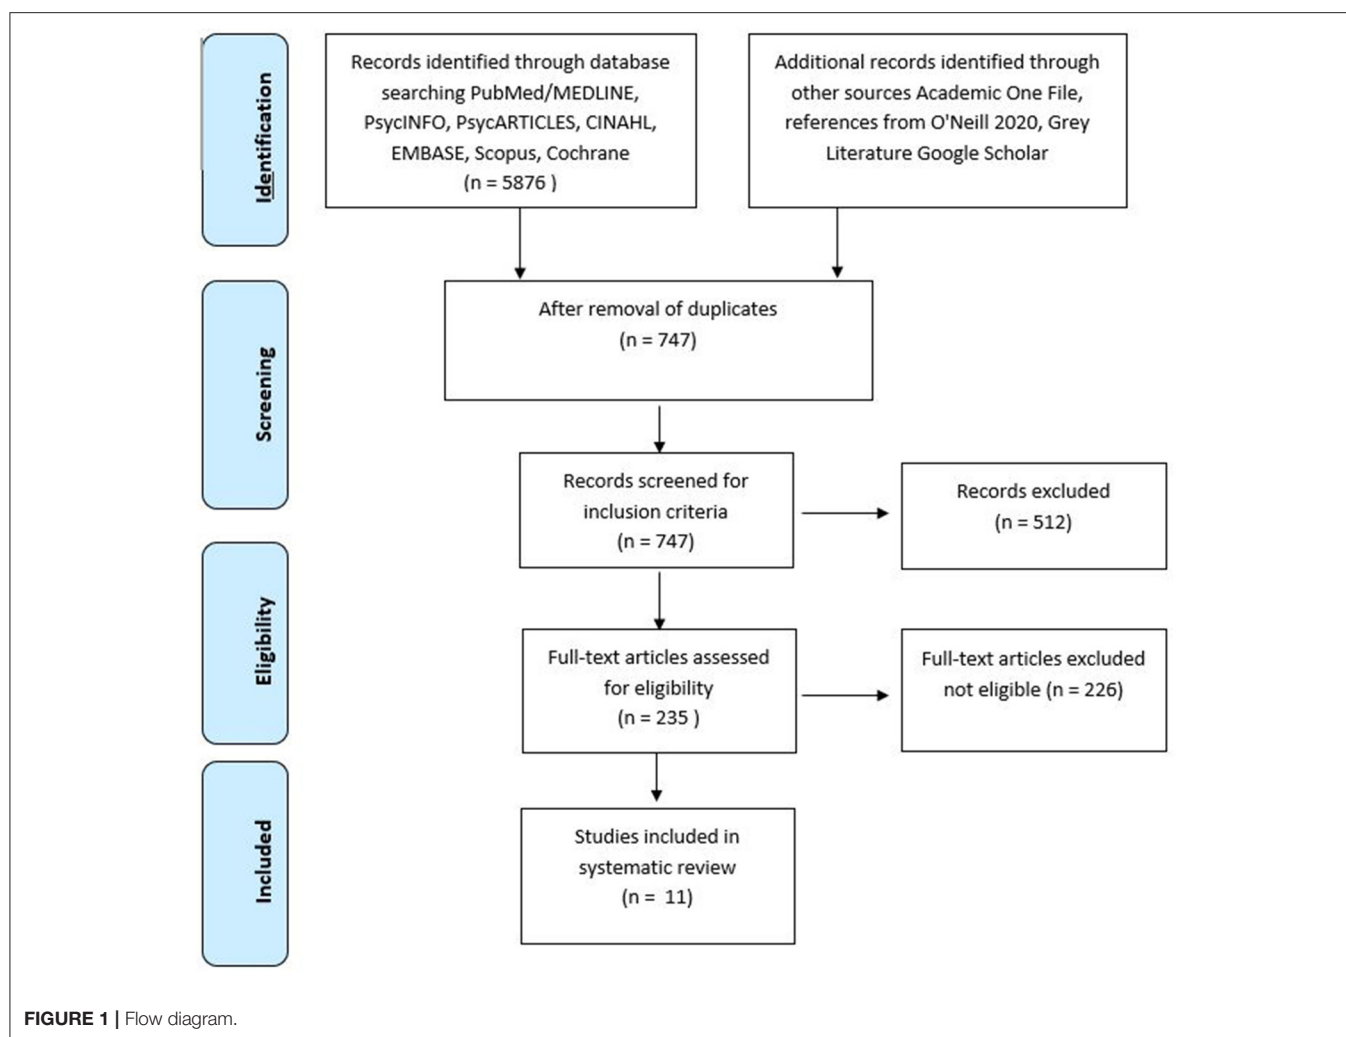 Identification
Records identified through database
searching PubMed/MEDLINE,
PsycINFO, PsycARTICLES, CINAHL,
EMBASE, Scopus, Cochrane
(n = 5876 )
Additional records identified through
other sources Academic One File,
references from O'Neill 2020, Grey
Literature Google Scholar
Screening
After removal of duplicates
(n = 747)
Records screened for
inclusion criteria
(n = 747)
Records excluded
(n = 512)
Eligibility
Full-text articles assessed
for eligibility
(n = 235 )
Full-text articles excluded
not eligible (n = 226)
Included
Studies included in
systematic review
(n = 11)
FIGURE 1 | Flow diagram.